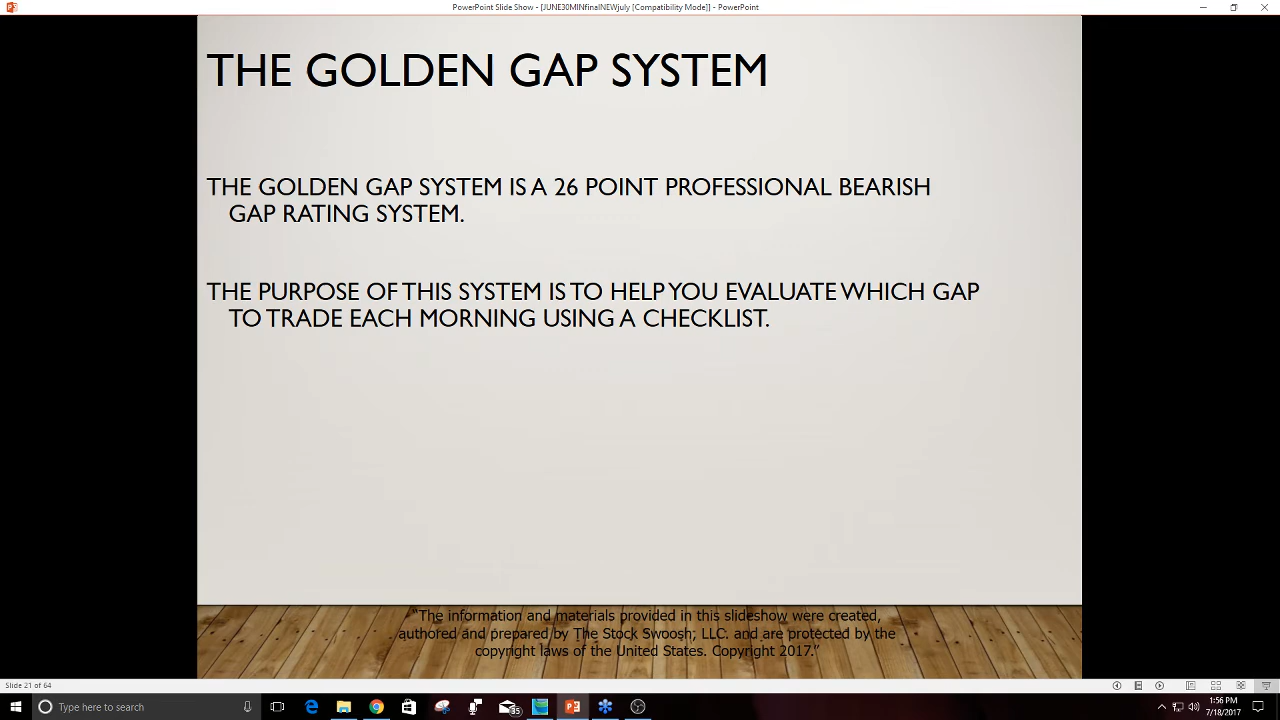 PowerPoint Slide Show - [JUNE30MINfinalNEWjuly [Compatibility Mode]] - PowerPoint
THE GOLDEN GAP SYSTEM
THE GOLDEN GAP SYSTEM IS A 26 POINT PROFESSIONAL BEARISH
GAP RATING SYSTEM.
THE PURPOSE OF THIS SYSTEM IS TO HELP YOU EVALUATE WHICH GAP
TO TRADE EACH MORNING USING A CHECKLIST.
“The information and materials provided in this slideshow were created,
authored and prepared by The Stock Swoosh; LLC. and are protected by the
copyright laws of the United States. Copyright 2017.”
Slide 21 of 64
Type here to search
35
1:56 PM
7/18/2017